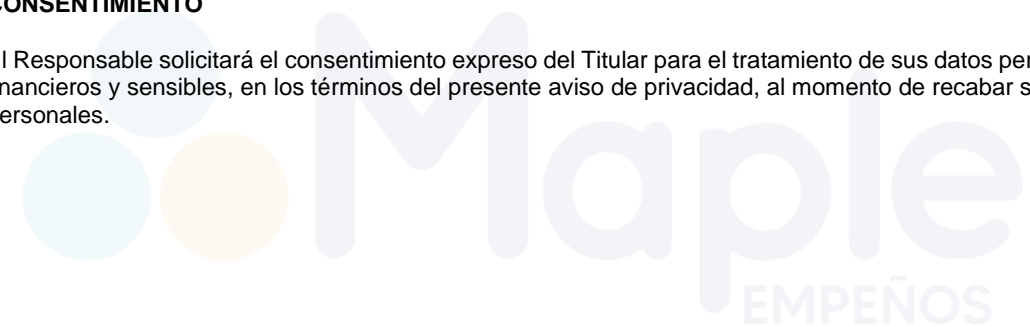 CONSENTIMIENTO
l Responsable solicitará el consentimiento expreso del Titular para el tratamiento de sus datos per
nancieros y sensibles, en los términos del presente aviso de privacidad, al momento de recabar s
ersonales.
Maple
EMPEÑOS